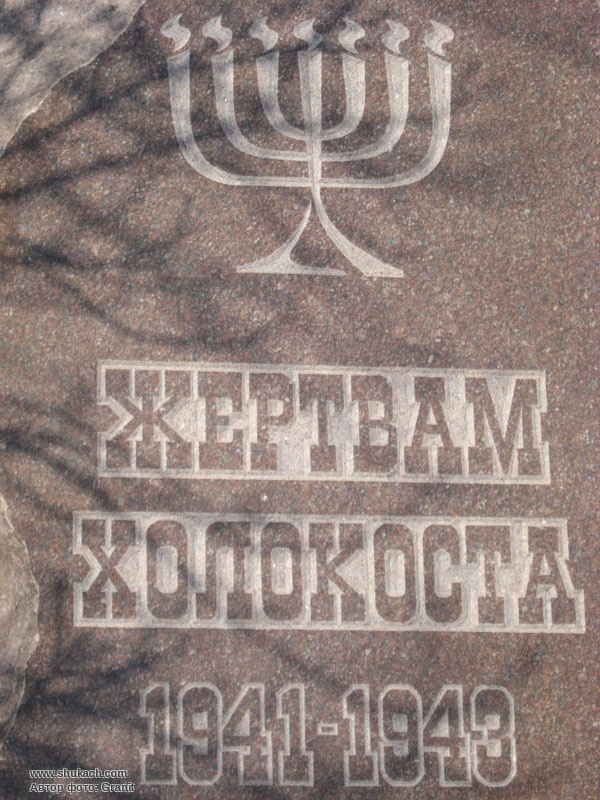 ЖЕРТВАМ
ХОЛОКОСТА
1941-1943
www.shukach.com
Автор фото: Granit